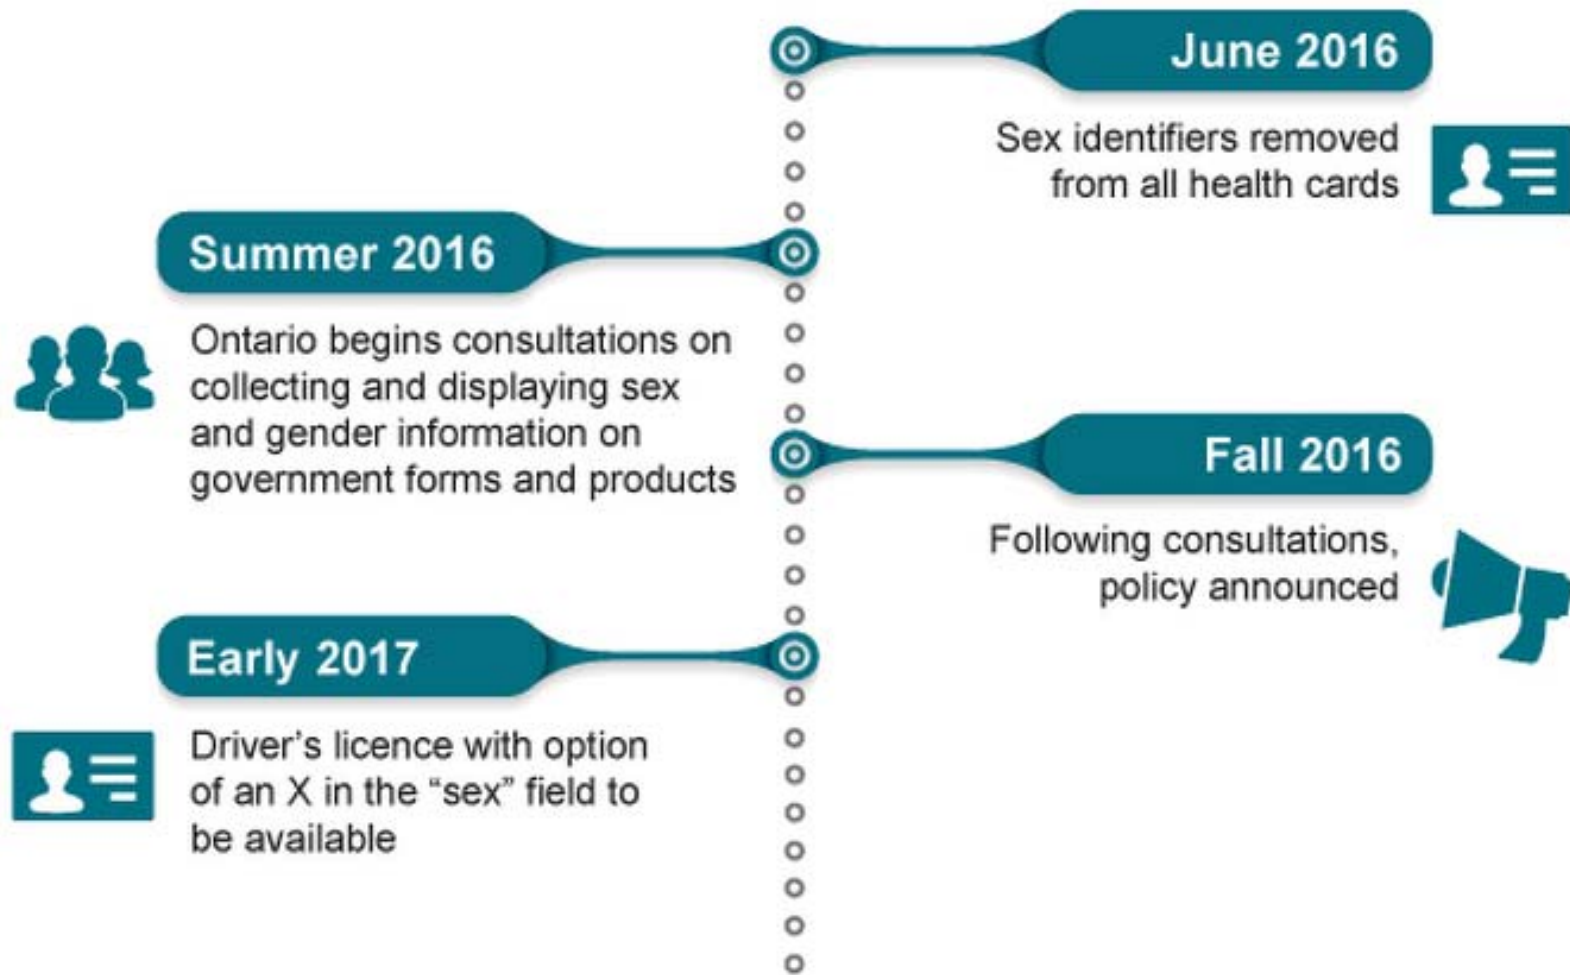 June 2016
Sex identifiers removed
from all health cards
Summer 2016
Ontario begins consultations on
collecting and displaying sex
and gender information on
government forms and products
Fall 2016
Following consultations,
policy announced
Early 2017
Driver’s licence with option
of an X in the “sex” field to
be available